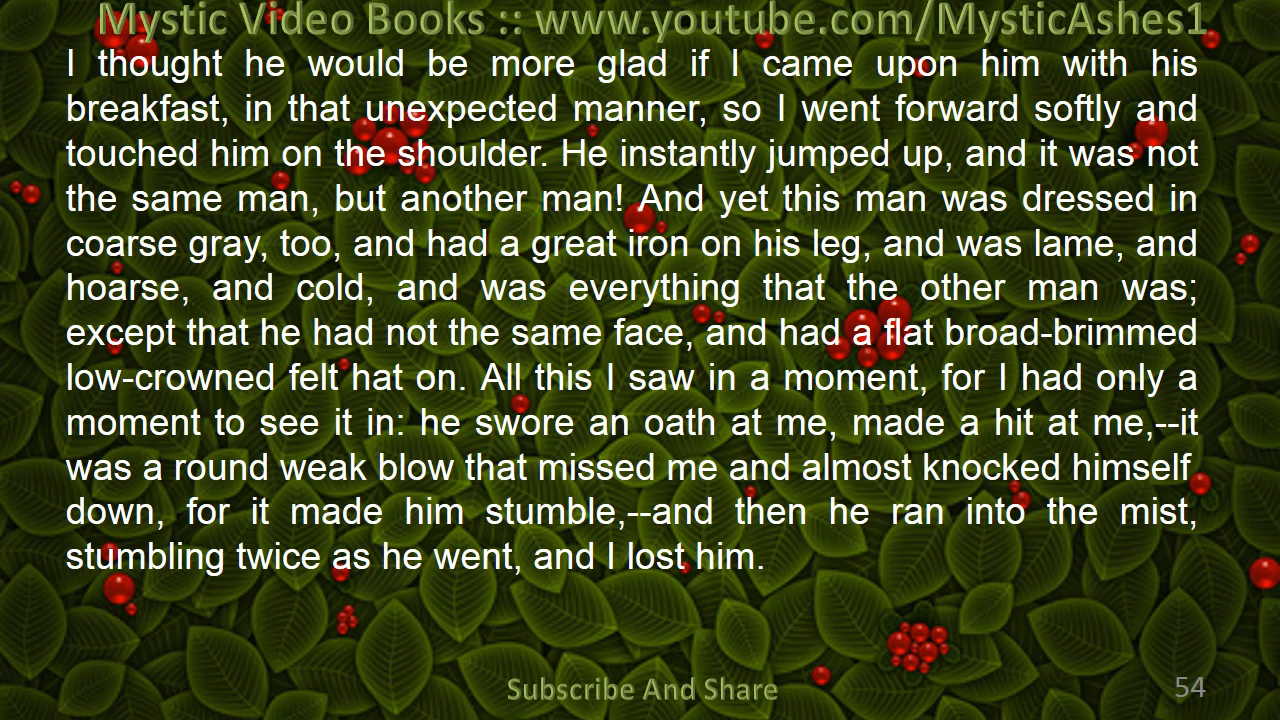 Mystic Video Books :: www.youtube.com/MysticAshes1
I thought he would be more glad if I came upon him with his
breakfast, in that unexpected manner, so I went forward softly and
touched him on the shoulder. He instantly jumped up, and it was not
the same man, but another man! And yet this man was dressed in
coarse gray, too, and had a great iron on his leg, and was lame, and
hoarse, and cold, and was everything that the other man was;
except that he had not the same face, and had a flat broad-brimmed
low-crowned felt hat on. All this I saw in a moment, for I had only a
moment to see it in: he swore an oath at me, made a hit at me,--it
was a round weak blow that missed me and almost knocked himself
down, for it made him stumble,--and then he ran into the mist,
stumbling twice as he went, and I lost him.
Subscribe And Share
54